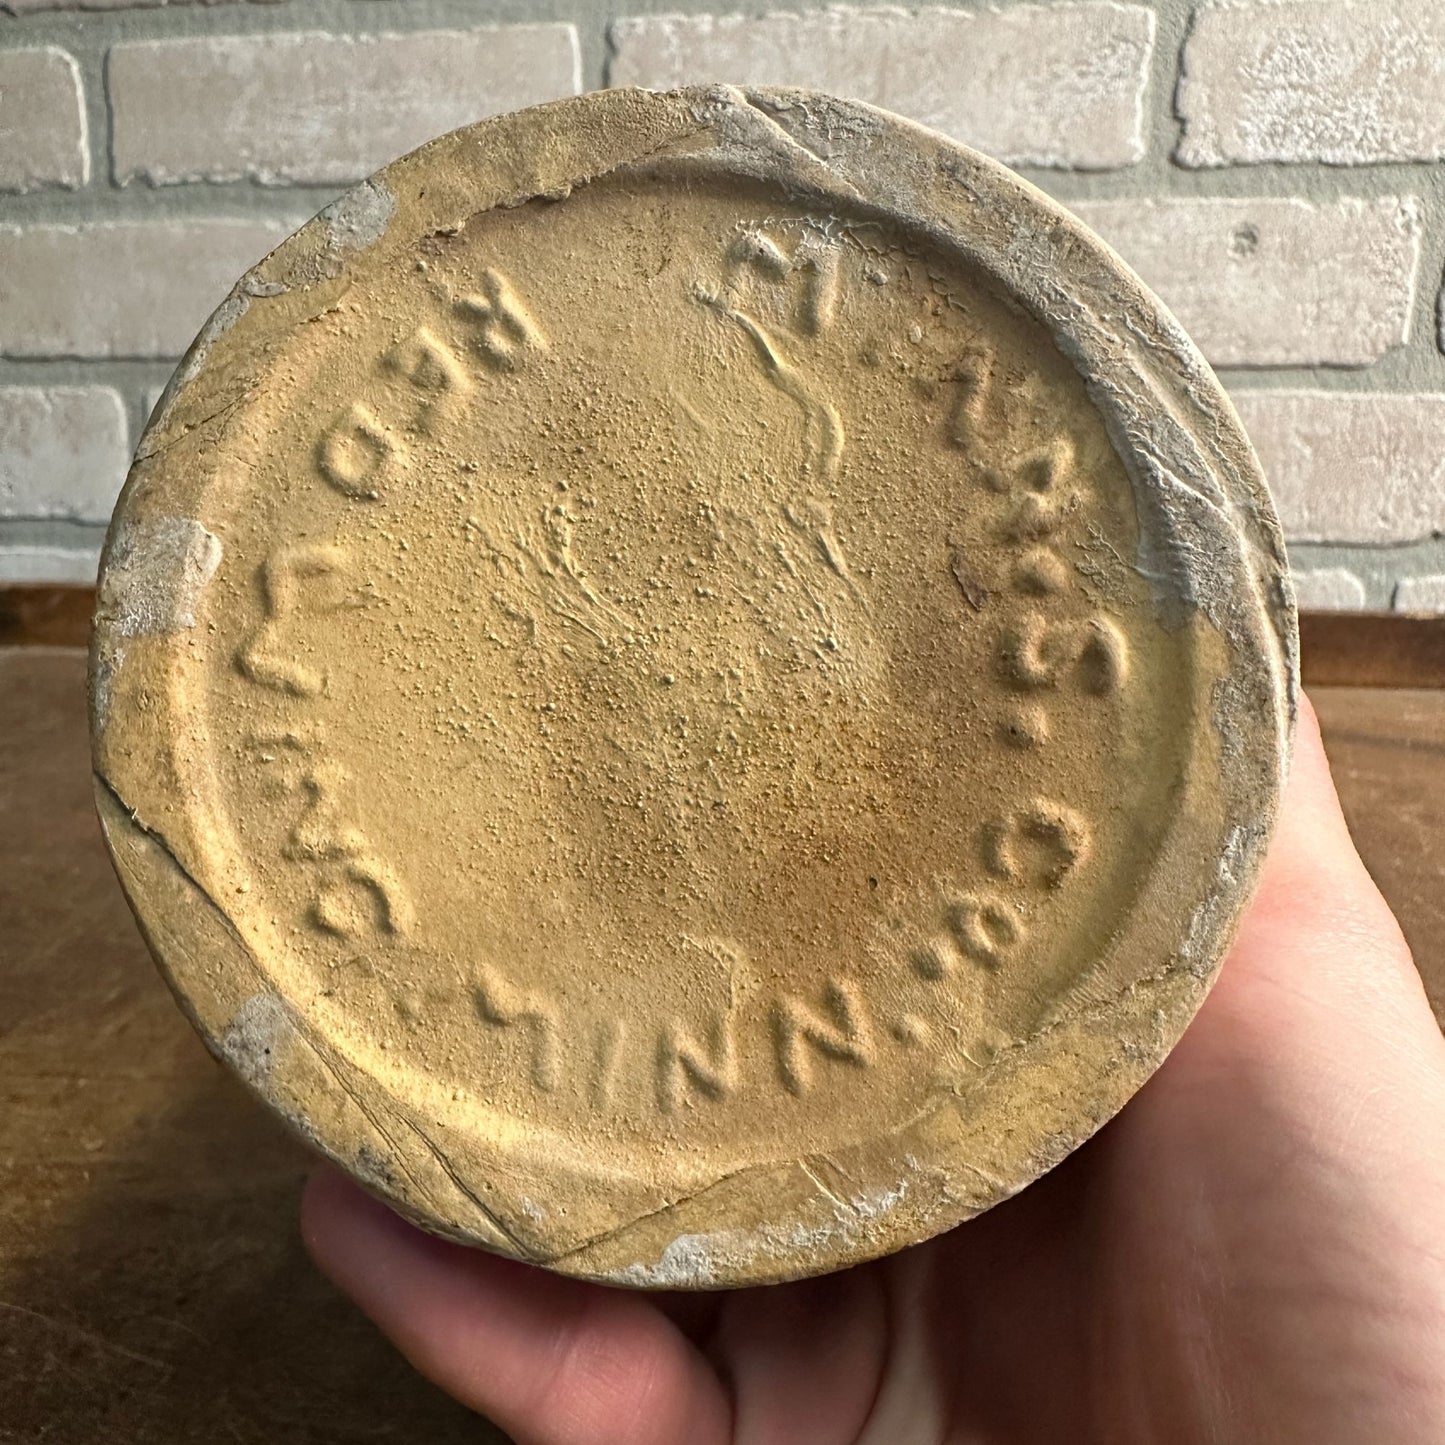 M. S. Co.
RED WING, MINN.